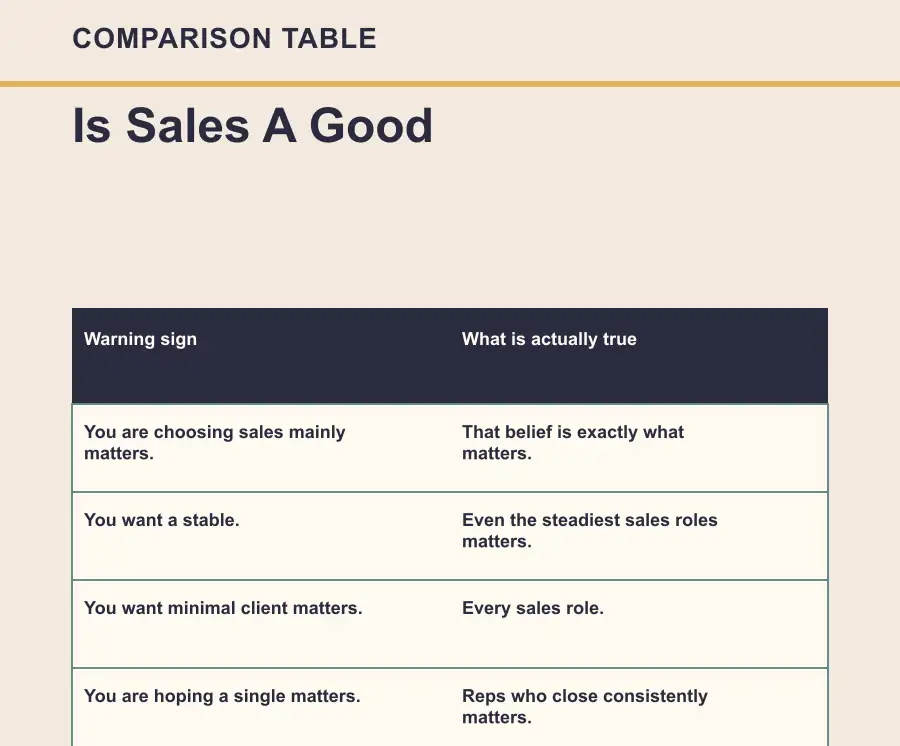 COMPARISON TABLE
Is Sales A Good
Warning sign
What is actually true
You are choosing sales mainly
matters.
That belief is exactly what
matters.
You want a stable.
Even the steadiest sales roles
matters.
You want minimal client matters.
Every sales role.
You are hoping a single matters.
Reps who close consistently
matters.